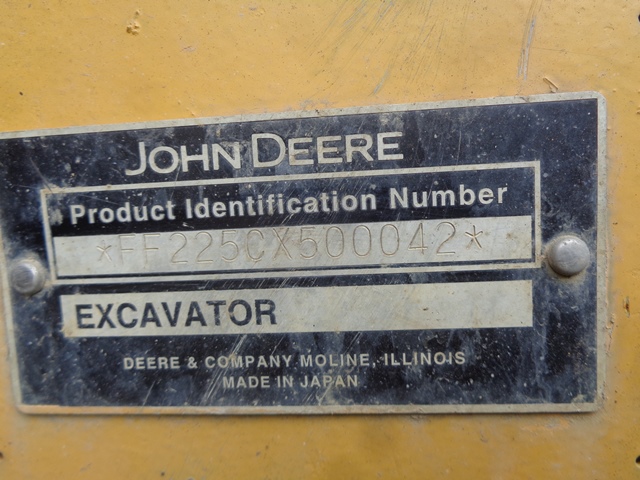 JOHN DEERE
Product Identification Number
*FF225CX500042*
EXCAVATOR
DEERE & COMPANY MOLINE, ILLINOIS
MADE IN JAPAN